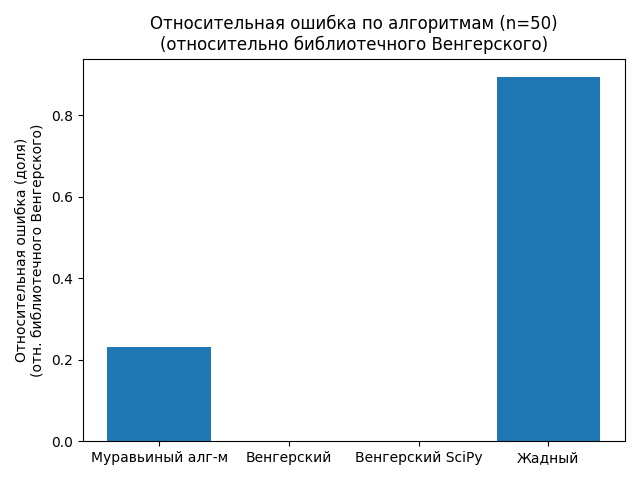 Относительная ошибка по алгоритмам (n=50)
(относительно библиотечного Венгерского)
Относительная ошибка (доля)
(отн. библиотечного Венгерского)
0.8
0.6
0.4
0.2
0.0
Муравьиный алг-м Венгерский Венгерский SciPy Жадный